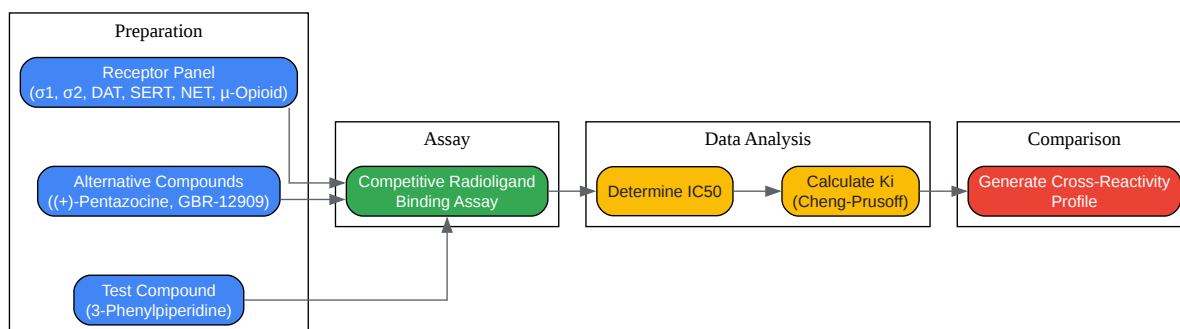 Preparation
Receptor Panel
(σ1, σ2, DAT, SERT, NET, µ-Opioid)
Alternative Compounds
((+)-Pentazocine, GBR-12909)
Test Compound
(3-Phenylpiperidine)
Assay
Competitive Radioligand
Binding Assay
Data Analysis
Determine IC50
Calculate Ki
(Cheng-Prusoff)
Comparison
Generate Cross-Reactivity
Profile